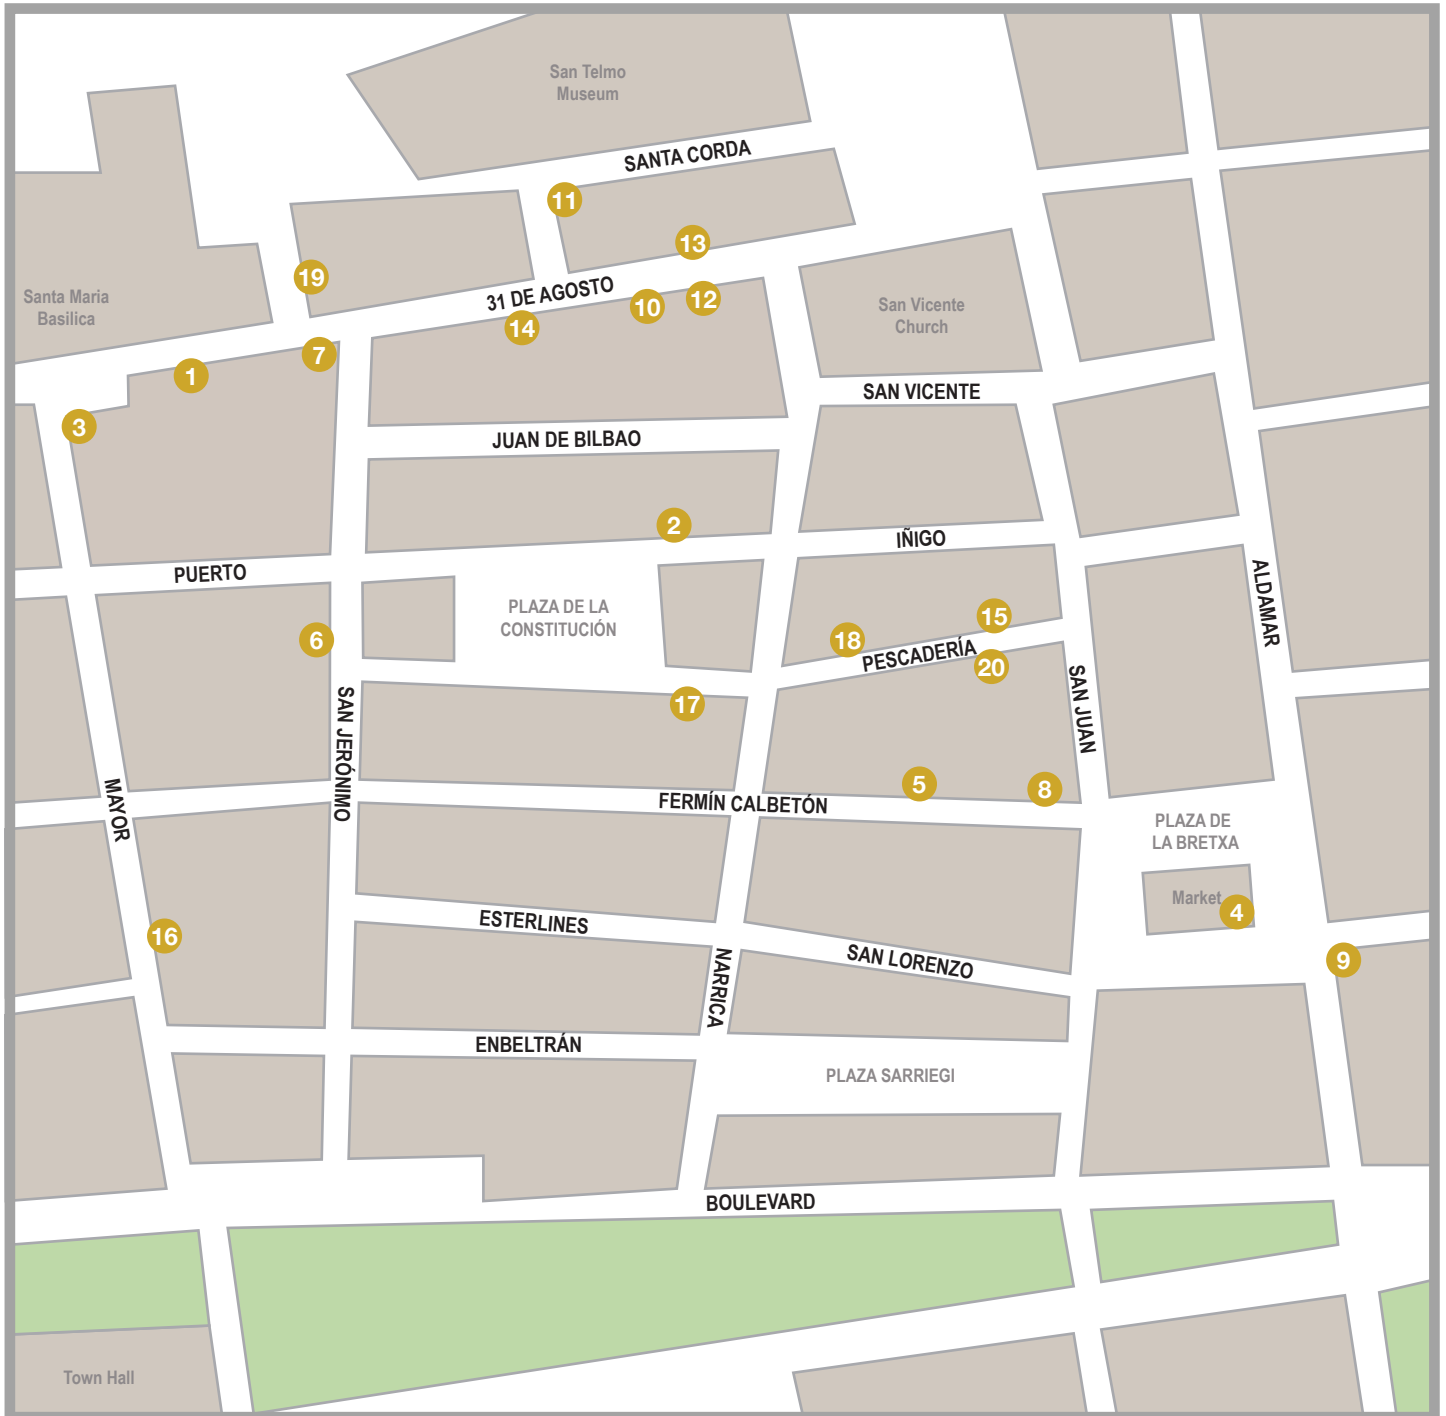 San Telmo
Museum
SANTA CORDA
11
13
19
31 DE AGOSTO
Santa Maria
Basilica
10
12
14
San Vicente
Church
7
1
3
SAN VICENTE
JUAN DE BILBAO
2
IÑIGO
PUERTO
ALDAMAR
PLAZA DE LA
CONSTITUCIÓN
6
15
18
PESCADERÍA
20
17
SAN JERÓNIMO
SAN JUAN
MAYOR
5
8
FERMÍN CALBETÓN
PLAZA DE
LA BRETXA
Market
4
16
ESTERLINES
SAN LORENZO
9
NARRICA
ENBELTRÁN
PLAZA SARRIEGI
BOULEVARD
Town Hall